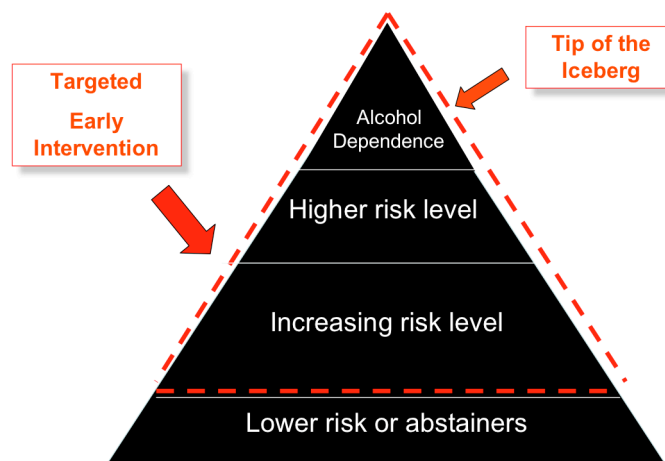 Tip of the
Iceberg
Targeted
Early
Intervention
Alcohol
Dependence
Higher risk level
Increasing risk level
Lower risk or abstainers